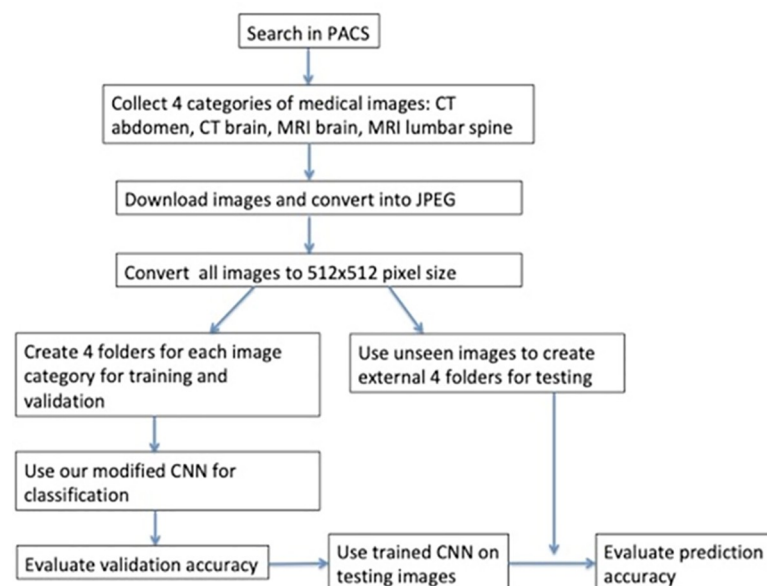 Search in PACS
Collect 4 categories of medical images: CT
abdomen, CT brain, MRI brain, MRI lumbar spine
Download images and convert into JPEG
Convert all images to 512x512 pixel size
Create 4 folders for each image
category for training and
validation
Use unseen images to create
external 4 folders for testing
Use our modified CNN for
classification
Evaluate validation accuracy
Use trained CNN on
testing images
Evaluate prediction
accuracy